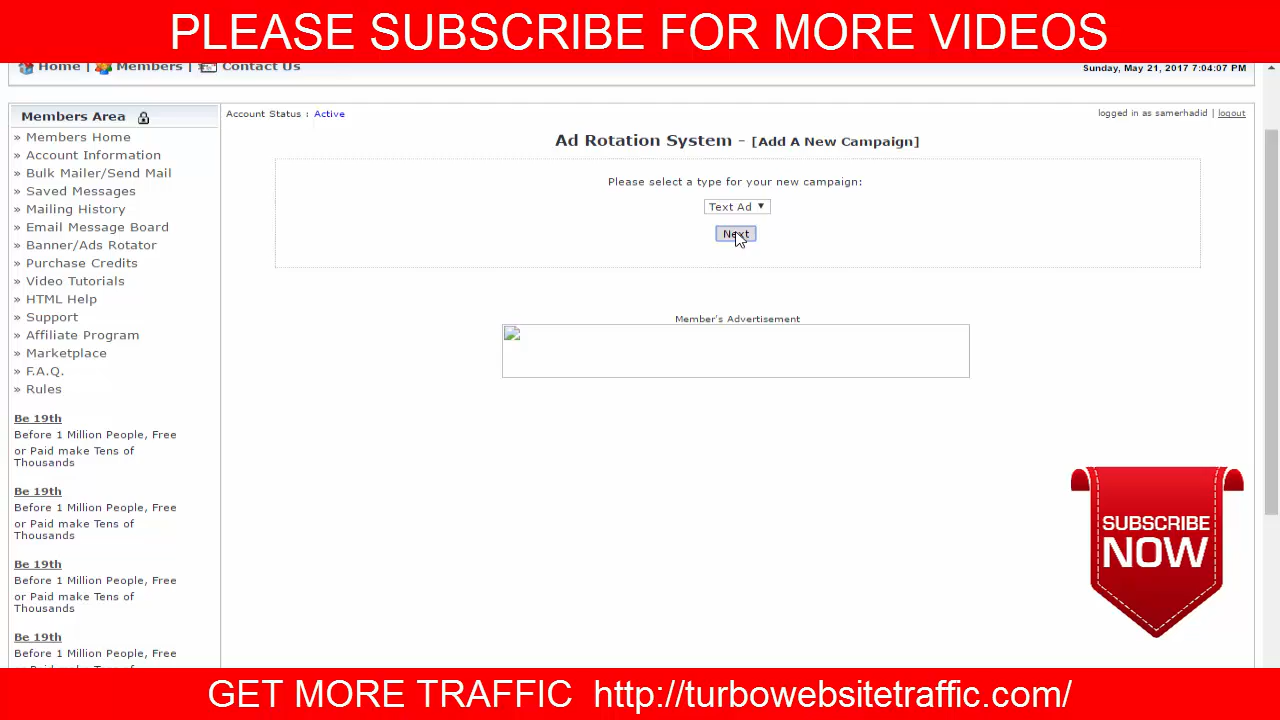 PLEASE SUBSCRIBE FOR MORE VIDEOS
Home | Members | Contact Us
Sunday, May 21, 2017 7:04:07 PM
Members Area
» Members Home
» Account Information
» Bulk Mailer/Send Mail
» Saved Messages
» Mailing History
» Email Message Board
» Banner/Ads Rotator
» Purchase Credits
» Video Tutorials
» HTML Help
» Support
» Affiliate Program
» Marketplace
» F.A.Q.
» Rules
Be 19th
Before 1 Million People, Free
or Paid make Tens of
Thousands
Be 19th
Before 1 Million People, Free
or Paid make Tens of
Thousands
Be 19th
Before 1 Million People, Free
or Paid make Tens of
Thousands
Be 19th
Before 1 Million People, Free
Account Status : Active
logged in as samerhadid | logout
Ad Rotation System - [Add A New Campaign]
Please select a type for your new campaign:
Text Ad
Next
Member's Advertisement
SUBSCRIBE
NOW
GET MORE TRAFFIC http://turbowebsitetraffic.com/